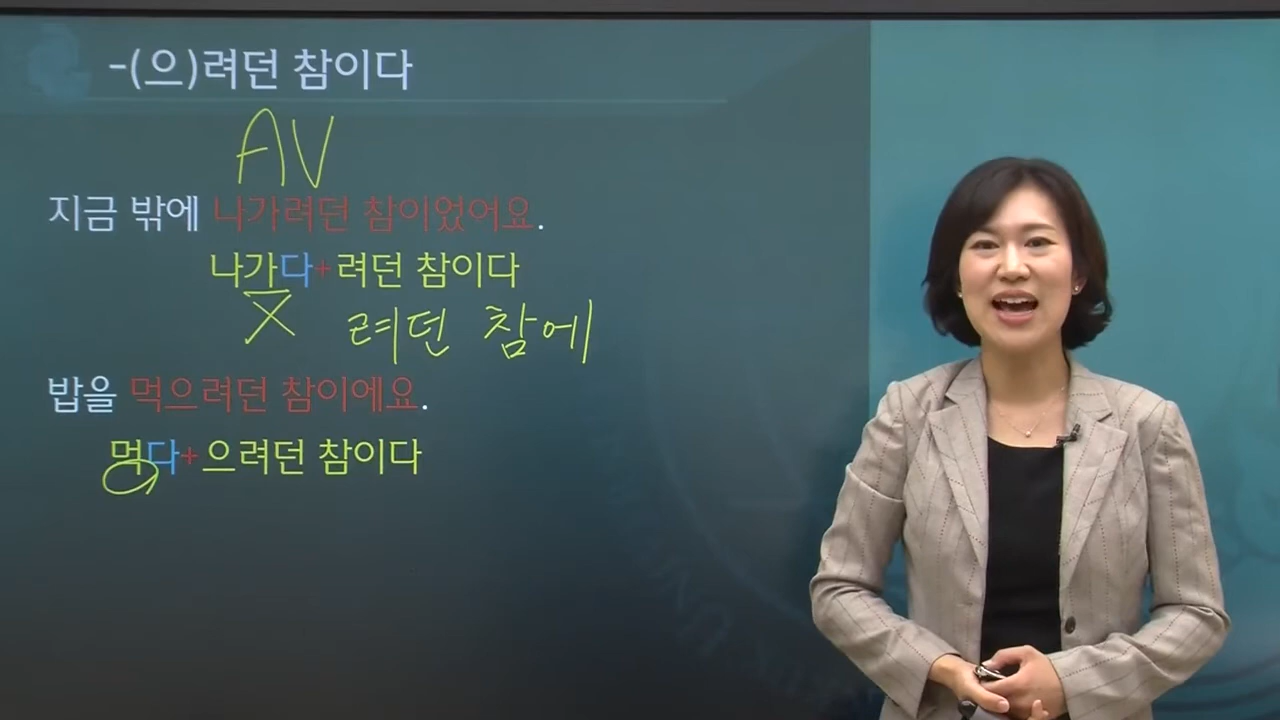 -(으)려던 참이다
AV
지금 밖에 나가려던 참이었어요.
나가다+려던 참이다
X 려던 참에
밥을 먹으려던 참이에요.
먹다+으려던 참이다